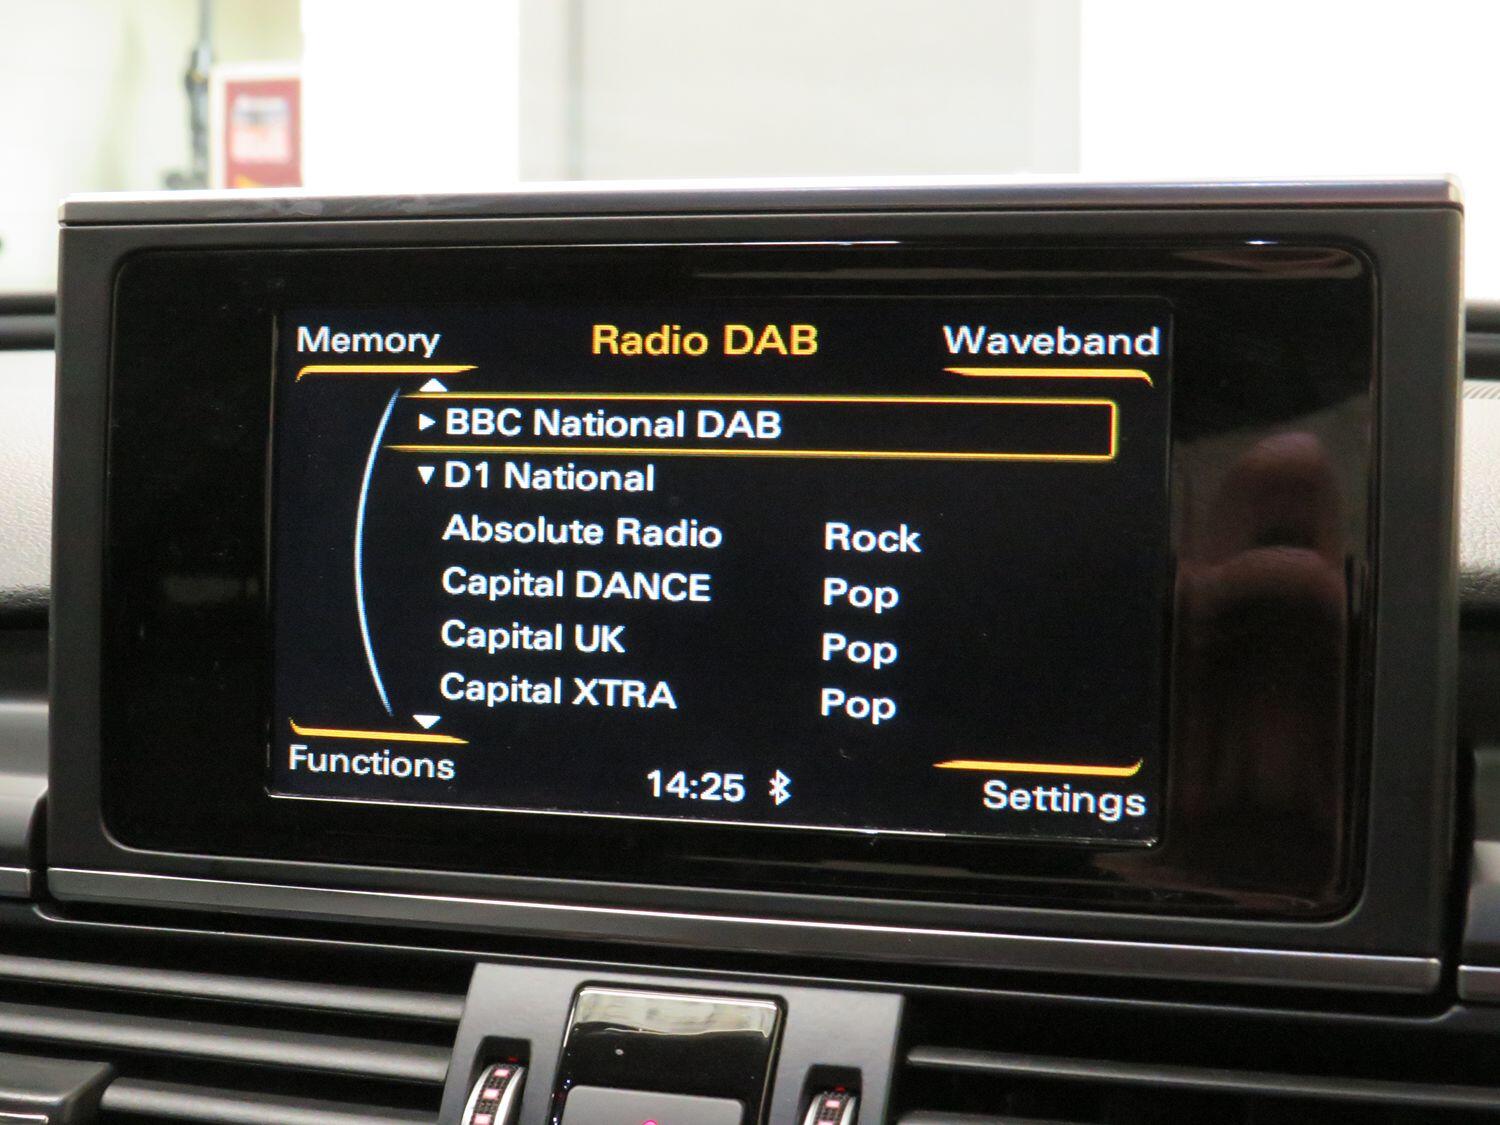 Memory Radio DAB Waveband
BBC National DAB
D1 National
Absolute Radio Rock
Capital DANCE Pop
Capital UK Pop
Capital XTRA Pop
Functions 14:25 Settings